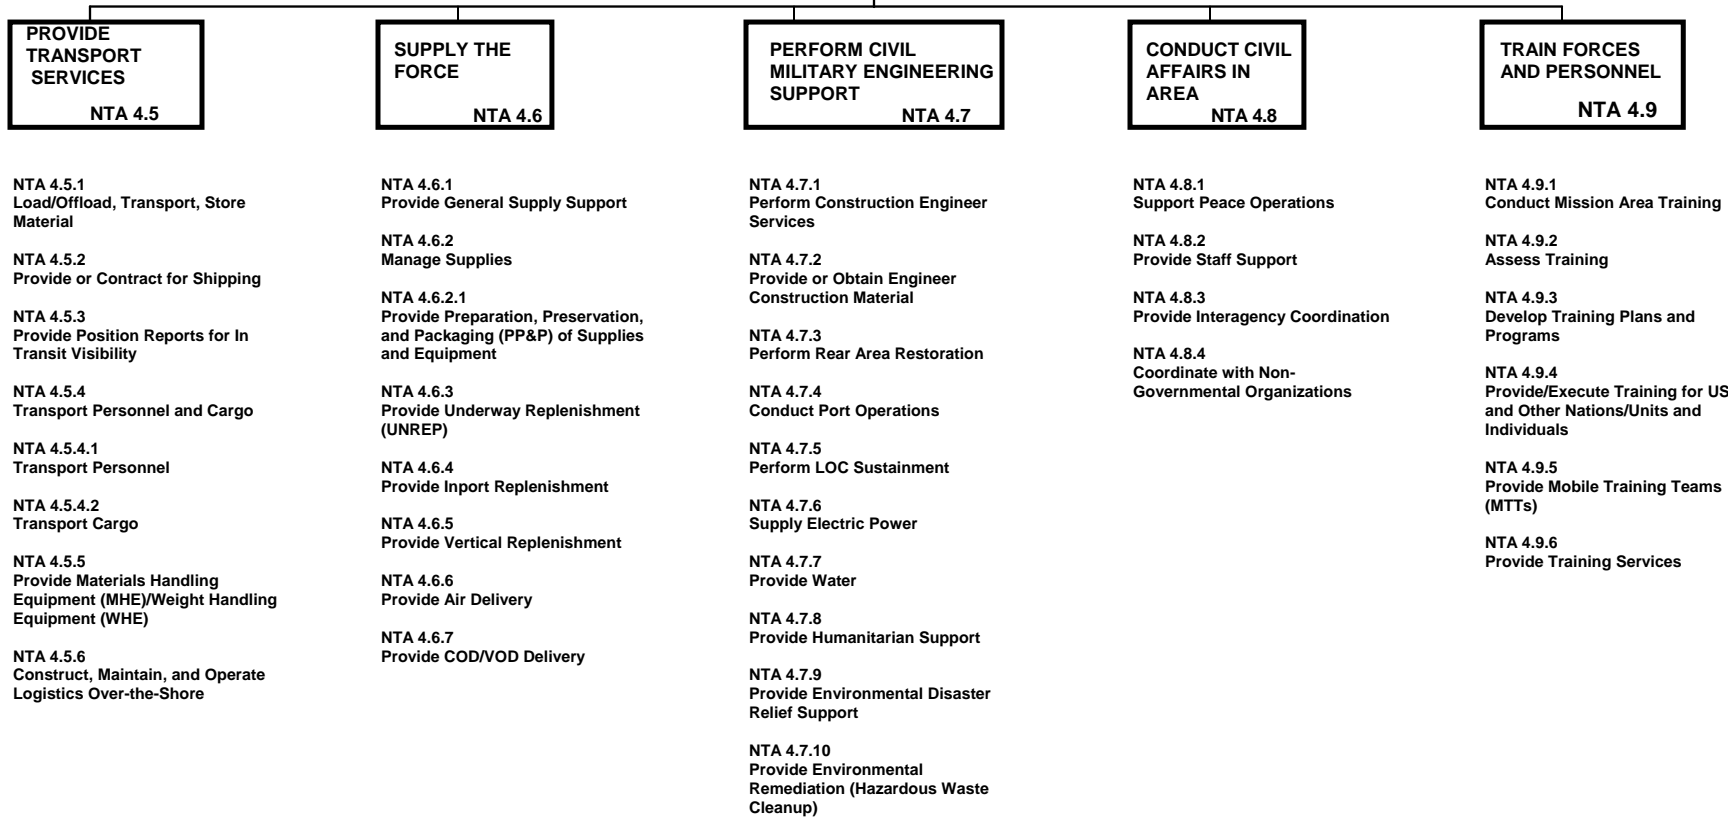 PROVIDE
TRANSPORT
SERVICES
NTA 4.5
SUPPLY THE
FORCE
NTA 4.6
PERFORM CIVIL
MILITARY ENGINEERING
SUPPORT
NTA 4.7
CONDUCT CIVIL
AFFAIRS IN
AREA
NTA 4.8
TRAIN FORCES
AND PERSONNEL
NTA 4.9
NTA 4.5.1
Load/Offload, Transport, Store
Material
NTA 4.5.2
Provide or Contract for Shipping
NTA 4.5.3
Provide Position Reports for In
Transit Visibility
NTA 4.5.4
Transport Personnel and Cargo
NTA 4.5.4.1
Transport Personnel
NTA 4.5.4.2
Transport Cargo
NTA 4.5.5
Provide Materials Handling
Equipment (MHE)/Weight Handling
Equipment (WHE)
NTA 4.5.6
Construct, Maintain, and Operate
Logistics Over-the-Shore
NTA 4.6.1
Provide General Supply Support
NTA 4.6.2
Manage Supplies
NTA 4.6.2.1
Provide Preparation, Preservation,
and Packaging (PP&P) of Supplies
and Equipment
NTA 4.6.3
Provide Underway Replenishment
(UNREP)
NTA 4.6.4
Provide Inport Replenishment
NTA 4.6.5
Provide Vertical Replenishment
NTA 4.6.6
Provide Air Delivery
NTA 4.6.7
Provide COD/VOD Delivery
NTA 4.7.1
Perform Construction Engineer
Services
NTA 4.7.2
Provide or Obtain Engineer
Construction Material
NTA 4.7.3
Perform Rear Area Restoration
NTA 4.7.4
Conduct Port Operations
NTA 4.7.5
Perform LOC Sustainment
NTA 4.7.6
Supply Electric Power
NTA 4.7.7
Provide Water
NTA 4.7.8
Provide Humanitarian Support
NTA 4.7.9
Provide Environmental Disaster
Relief Support
NTA 4.7.10
Provide Environmental
Remediation (Hazardous Waste
Cleanup)
NTA 4.8.1
Support Peace Operations
NTA 4.8.2
Provide Staff Support
NTA 4.8.3
Provide Interagency Coordination
NTA 4.8.4
Coordinate with Non-
Governmental Organizations
NTA 4.9.1
Conduct Mission Area Training
NTA 4.9.2
Assess Training
NTA 4.9.3
Develop Training Plans and
Programs
NTA 4.9.4
Provide/Execute Training for US
and Other Nations/Units and
Individuals
NTA 4.9.5
Provide Mobile Training Teams
(MTTs)
NTA 4.9.6
Provide Training Services